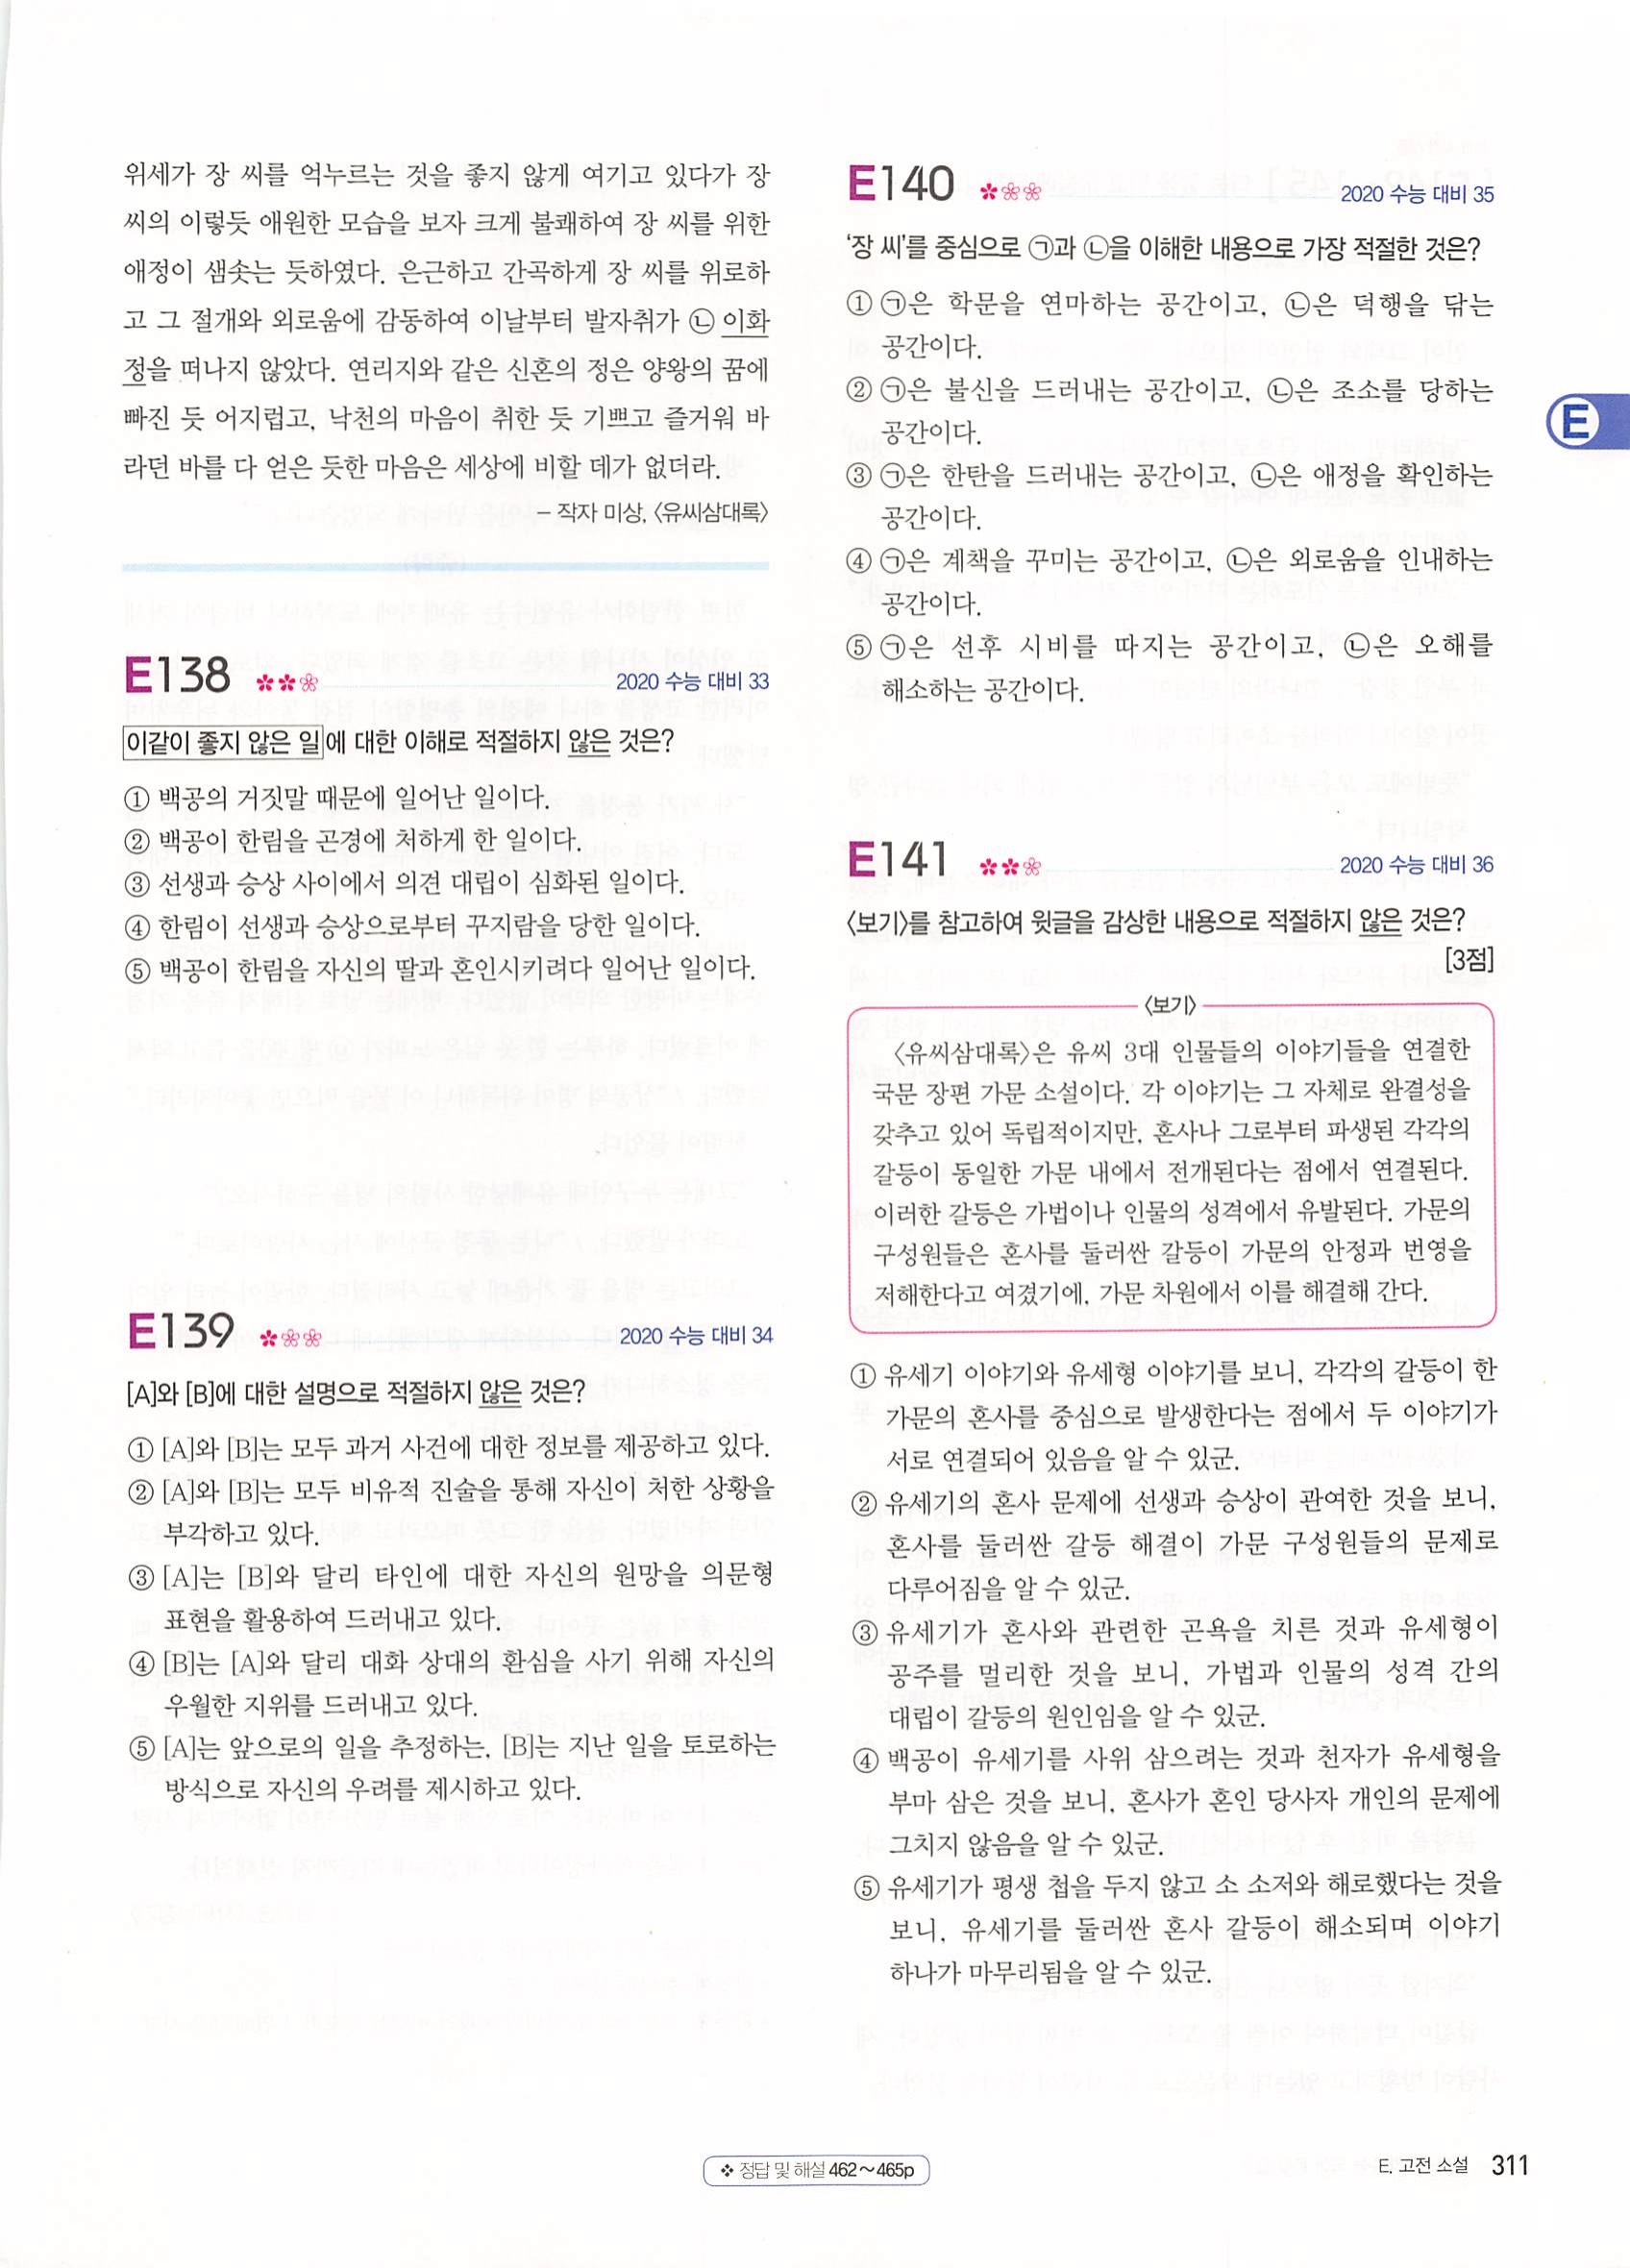 위세가 장 씨를 억누르는 것을 좋지 않게 여기고 있다가 장
씨의 이렇듯 애원한 모습을 보자 크게 불쾌하여 장 씨를 위한
애정이 샘솟는 듯하였다. 은근하고 간곡하게 장 씨를 위로하
고 그 절개와 외로움에 감동하여 이날부터 발자취가 ㉡ 이화
정을 떠나지 않았다. 연리지와 같은 신혼의 정은 양왕의 꿈에
빠진 듯 어지럽고, 낙천의 마음이 취한 듯 기쁘고 즐거워 바
라던 바를 다 얻은 듯한 마음은 세상에 비할 데가 없더라.
– 작자 미상, 〈유씨삼대록〉
E138
2020 수능 대비 33
이같이 좋지 않은 일에 대한 이해로 적절하지 않은 것은?
① 백공의 거짓말 때문에 일어난 일이다.
② 백공이 한림을 곤경에 처하게 한 일이다.
③ 선생과 승상 사이에서 의견 대립이 심화된 일이다.
④ 한림이 선생과 승상으로부터 꾸지람을 당한 일이다.
⑤ 백공이 한림을 자신의 딸과 혼인시키려다 일어난 일이다.
E139
2020 수능 대비 34
[A]와 [B]에 대한 설명으로 적절하지 않은 것은?
① [A]와 [B]는 모두 과거 사건에 대한 정보를 제공하고 있다.
② [A]와 [B]는 모두 비유적 진술을 통해 자신이 처한 상황을
부각하고 있다.
③ [A]는 [B]와 달리 타인에 대한 자신의 원망을 의문형
표현을 활용하여 드러내고 있다.
④ [B]는 [A]와 달리 대화 상대의 환심을 사기 위해 자신의
우월한 지위를 드러내고 있다.
⑤ [A]는 앞으로의 일을 추정하는, [B]는 지난 일을 토로하는
방식으로 자신의 우려를 제시하고 있다.
E140
2020 수능 대비 35
‘장 씨’를 중심으로 ㉠과 ㉡을 이해한 내용으로 가장 적절한 것은?
① ㉠은 학문을 연마하는 공간이고, ㉡은 덕행을 닦는
공간이다.
② ㉠은 불신을 드러내는 공간이고, ㉡은 조소를 당하는
공간이다.
③ ㉠은 한탄을 드러내는 공간이고, ㉡은 애정을 확인하는
공간이다.
④ ㉠은 계책을 꾸미는 공간이고, ㉡은 외로움을 인내하는
공간이다.
⑤ ㉠은 선후 시비를 따지는 공간이고, ㉡은 오해를
해소하는 공간이다.
E141
2020 수능 대비 36
〈보기〉를 참고하여 윗글을 감상한 내용으로 적절하지 않은 것은?
[3점]
〈보기〉
〈유씨삼대록〉은 유씨 3대 인물들의 이야기들을 연결한
국문 장편 가문 소설이다. 각 이야기는 그 자체로 완결성을
갖추고 있어 독립적이지만, 혼사나 그로부터 파생된 각각의
갈등이 동일한 가문 내에서 전개된다는 점에서 연결된다.
이러한 갈등은 가법이나 인물의 성격에서 유발된다. 가문의
구성원들은 혼사를 둘러싼 갈등이 가문의 안정과 번영을
저해한다고 여겼기에, 가문 차원에서 이를 해결해 간다.
① 유세기 이야기와 유세형 이야기를 보니, 각각의 갈등이 한
가문의 혼사를 중심으로 발생한다는 점에서 두 이야기가
서로 연결되어 있음을 알 수 있군.
② 유세기의 혼사 문제에 선생과 승상이 관여한 것을 보니,
혼사를 둘러싼 갈등 해결이 가문 구성원들의 문제로
다루어짐을 알 수 있군.
③ 유세기가 혼사와 관련한 곤욕을 치른 것과 유세형이
공주를 멀리한 것을 보니, 가법과 인물의 성격 간의
대립이 갈등의 원인임을 알 수 있군.
④ 백공이 유세기를 사위 삼으려는 것과 천자가 유세형을
부마 삼은 것을 보니, 혼사가 혼인 당사자 개인의 문제에
그치지 않음을 알 수 있군.
⑤ 유세기가 평생 첩을 두지 않고 소 소저와 해로했다는 것을
보니, 유세기를 둘러싼 혼사 갈등이 해소되며 이야기
하나가 마무리됨을 알 수 있군.
E
❖ 정답 및 해설 462～465p
E. 고전 소설 311